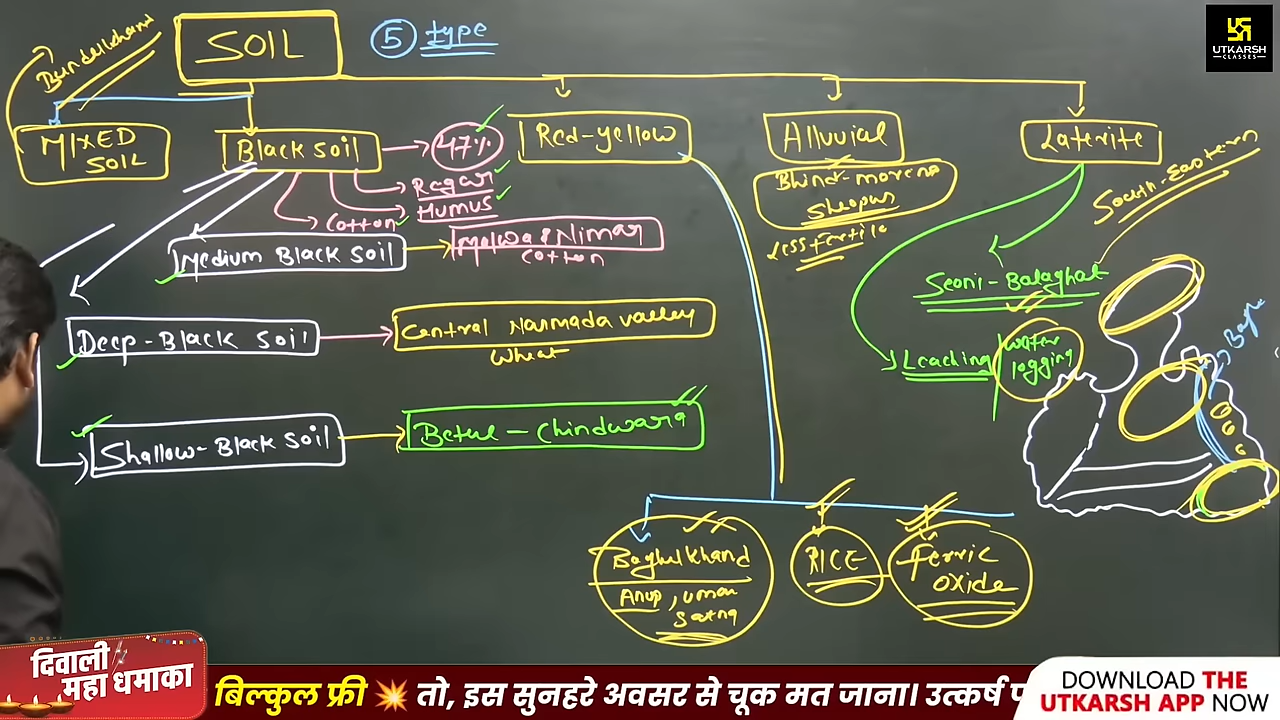 SOIL
5 type
Bundelkhand
UTKARSH
CLASSES
MIXED
SOIL
Black soil
47%
Regar
Humus
Cotton
Red-yellow
Alluvial
Bhind-morena
Sheopur
Less fertile
Laterite
South-Eastern
Seoni-Balaghat
Leaching
water
logging
Medium Black Soil
Malwa & Nimar
Cotton
Deep-Black Soil
Central Narmada valley
Wheat
Shallow-Black Soil
Betul - Chindwara
Baghelkhand
Anup, Umar
Satna
RICE
Ferric
oxide
दिवाली
महा धमाका
बिल्कुल फ्री 💥 तो, इस सुनहरे अवसर से चूक मत जाना। उत्कर्ष
DOWNLOAD THE
UTKARSH APP NOW